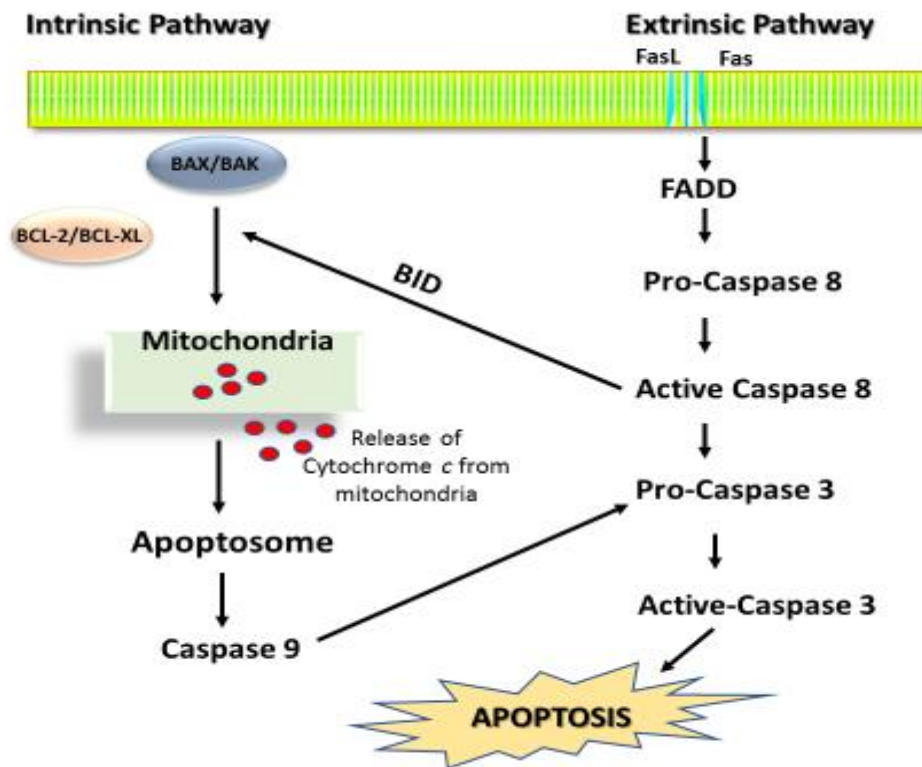 Intrinsic Pathway
Extrinsic Pathway
FasL
Fas
BAX/BAK
FADD
BCL-2/BCL-XL
BID
Pro-Caspase 8
Mitochondria
Active Caspase 8
Release of
Cytochrome c from
mitochondria
Pro-Caspase 3
Apoptosome
Active-Caspase 3
Caspase 9
APOPTOSIS